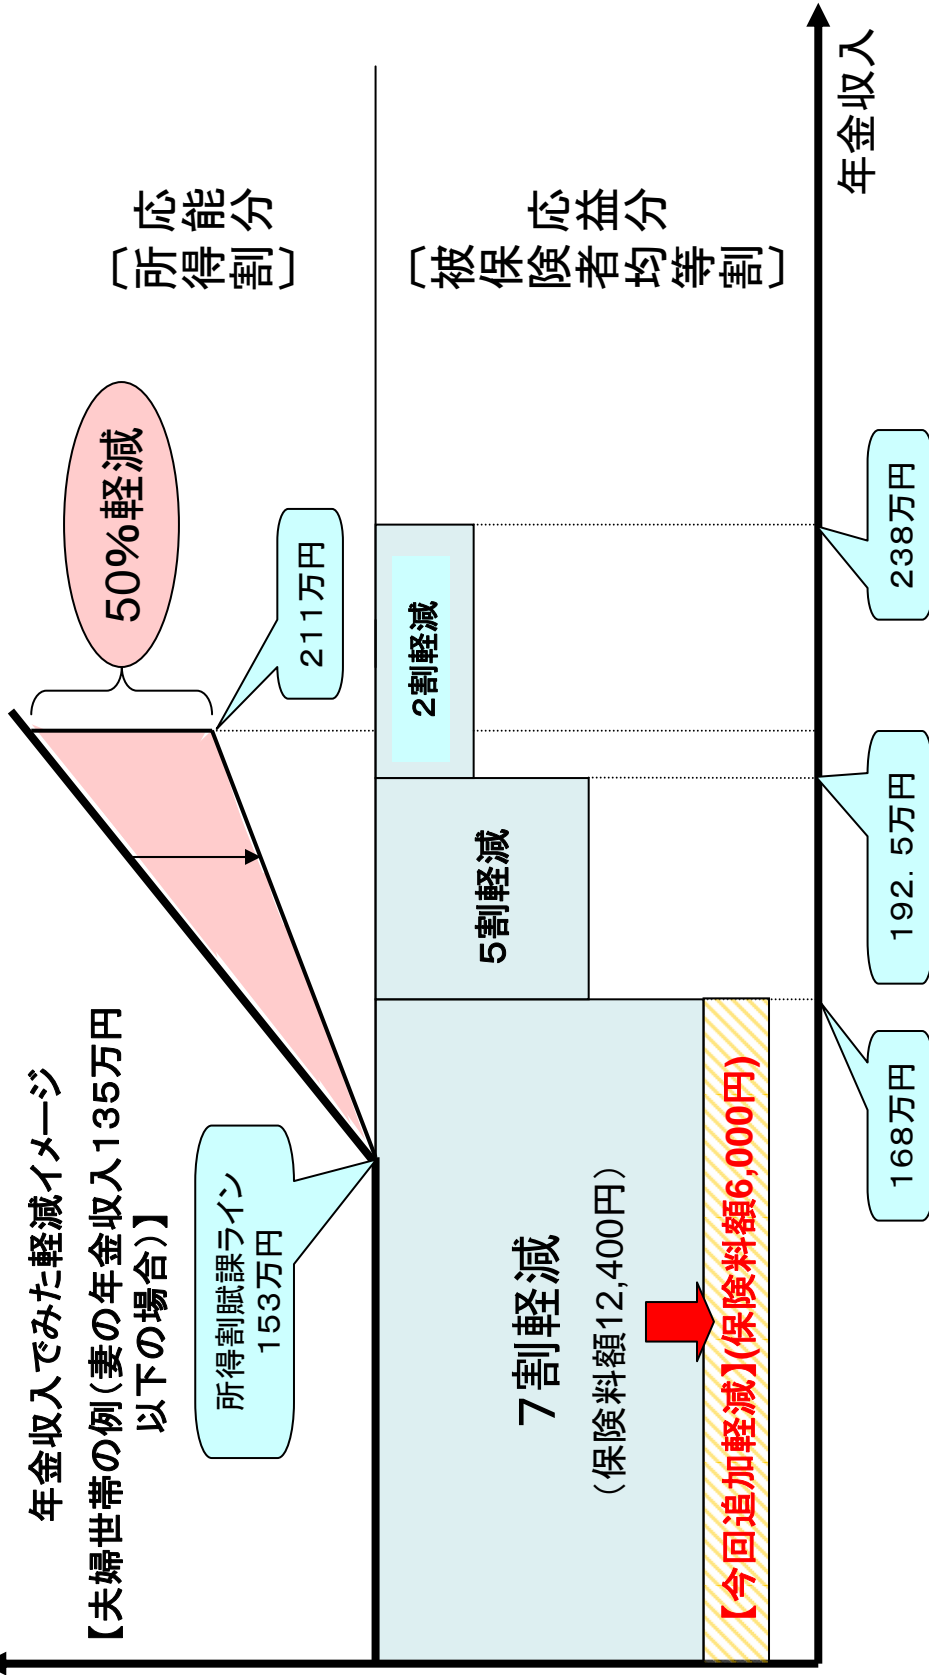 年金収入でみた軽減イメージ
【夫婦世帯の例(妻の年金収入135万円
以下の場合)】
50%軽減
応能分
〔所得割〕
所得割賦課ライン
153万円
211万円
7割軽減
(保険料額12,400円)
5割軽減
2割軽減
応益分
〔被保険者均等割〕
【今回追加軽減】(保険料額6,000円)
168万円
192.5万円
238万円
年金収入